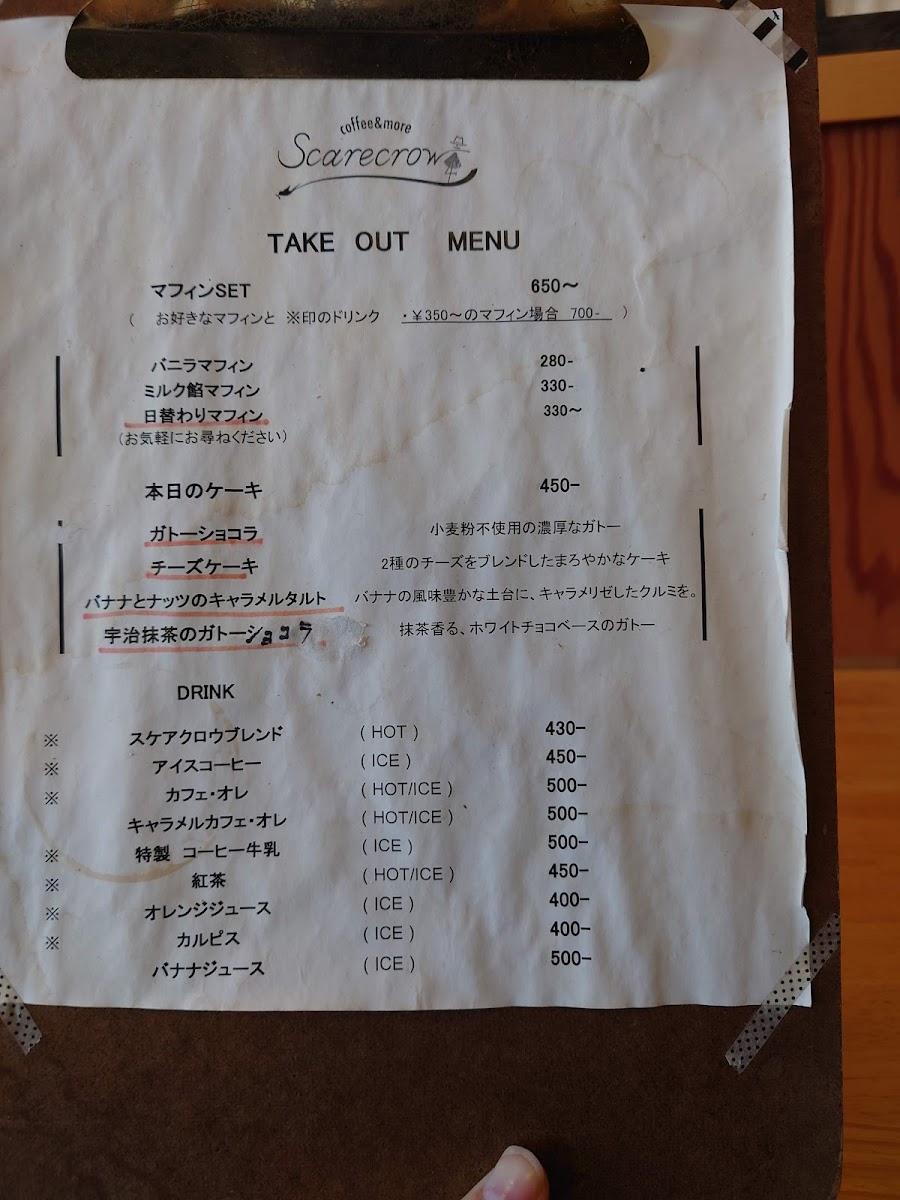 coffee&more
Scarecrow
TAKE OUT MENU
マフィンSET 650～
( お好きなマフィンと ※印のドリンク ・￥350～のマフィン場合 700- )
バニラマフィン 280-
ミルク餡マフィン 330-
日替わりマフィン 330～
(お気軽にお尋ねください)
本日のケーキ 450-
ガトーショコラ 小麦粉不使用の濃厚なガトー
チーズケーキ 2種のチーズをブレンドしたまろやかなケーキ
バナナとナッツのキャラメルタルト バナナの風味豊かな土台に、キャラメリゼしたクルミを。
宇治抹茶のガトーショコラ 抹茶香る、ホワイトチョコベースのガトー
DRINK
※ スケアクロウブレンド ( HOT ) 430-
※ アイスコーヒー ( ICE ) 450-
※ カフェ・オレ ( HOT/ICE ) 500-
キャラメルカフェ・オレ ( HOT/ICE ) 500-
※ 特製 コーヒー牛乳 ( ICE ) 500-
※ 紅茶 ( HOT/ICE ) 450-
※ オレンジジュース ( ICE ) 400-
※ カルピス ( ICE ) 400-
バナナジュース ( ICE ) 500-